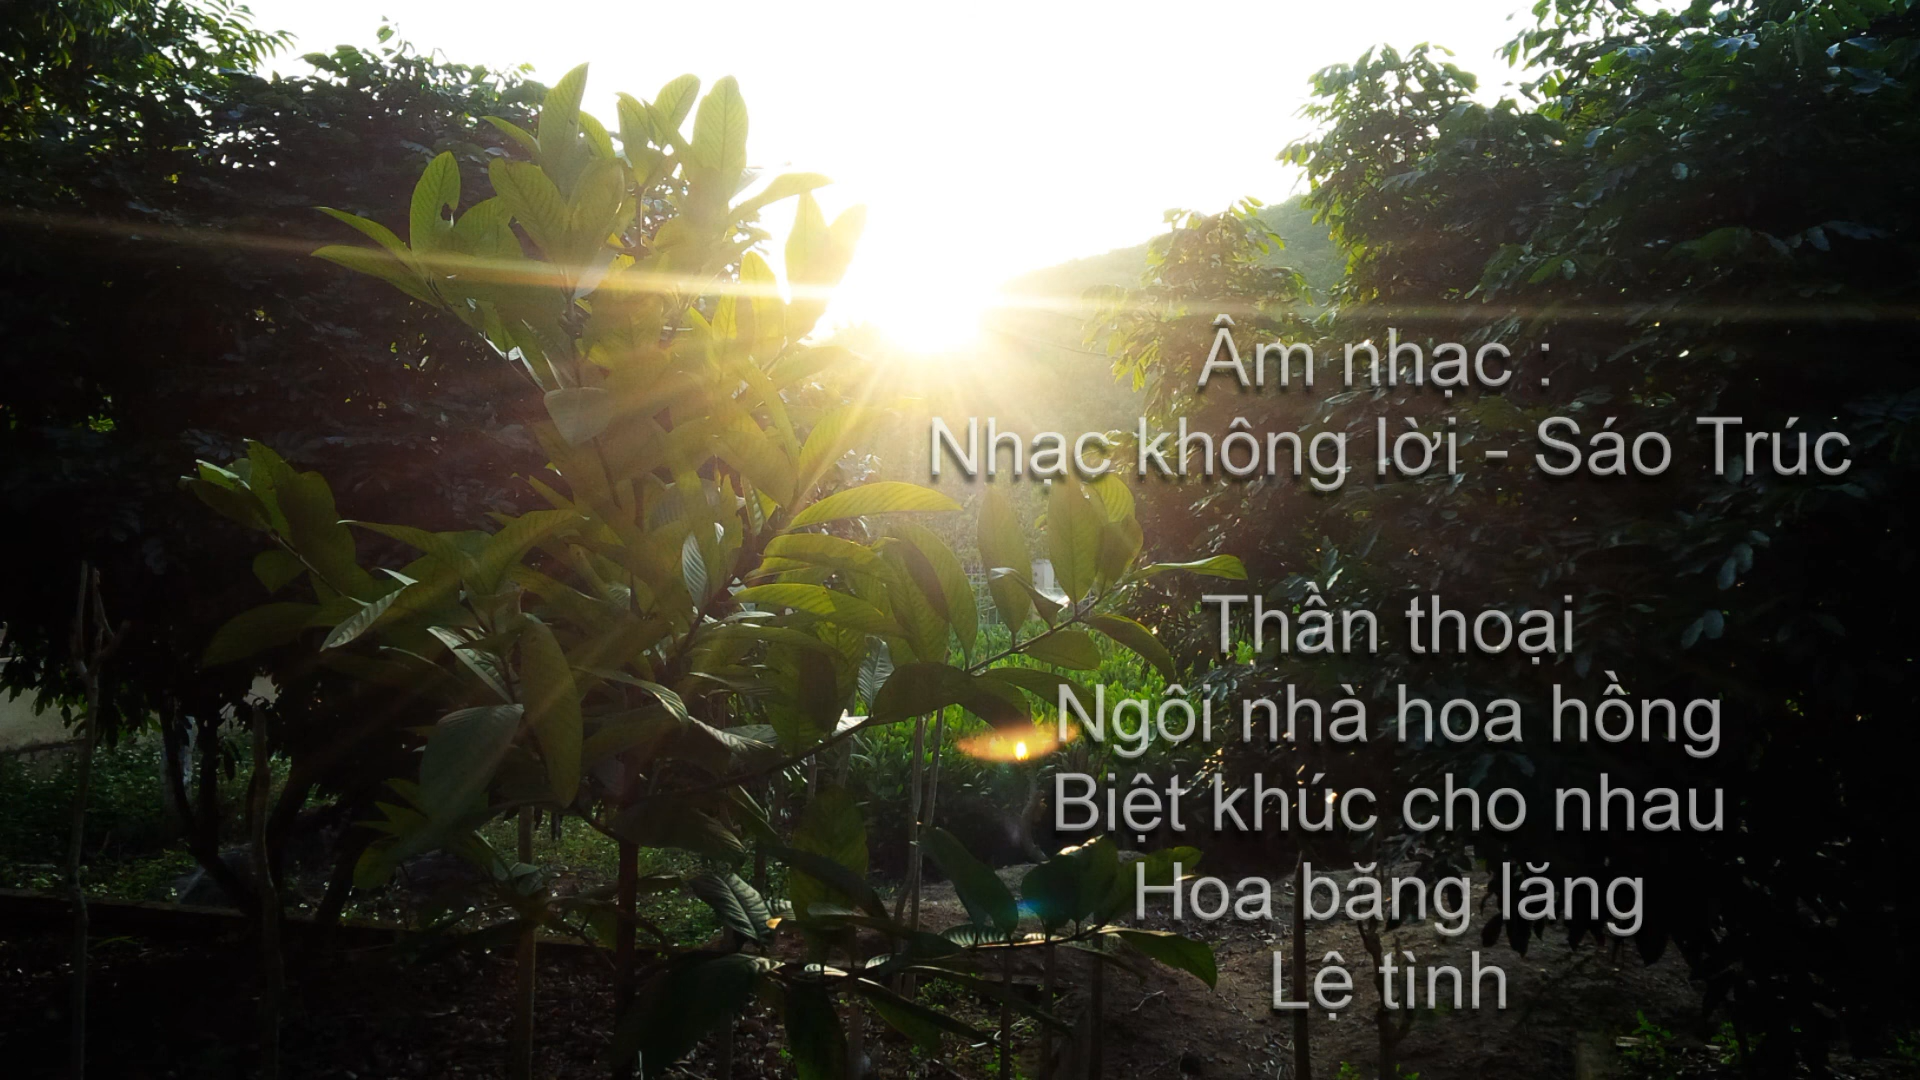 Âm nhạc :
Nhạc không lời - Sáo Trúc
Thần thoại
Ngôi nhà hoa hồng
Biệt khúc cho nhau
Hoa băng lăng
Lệ tình